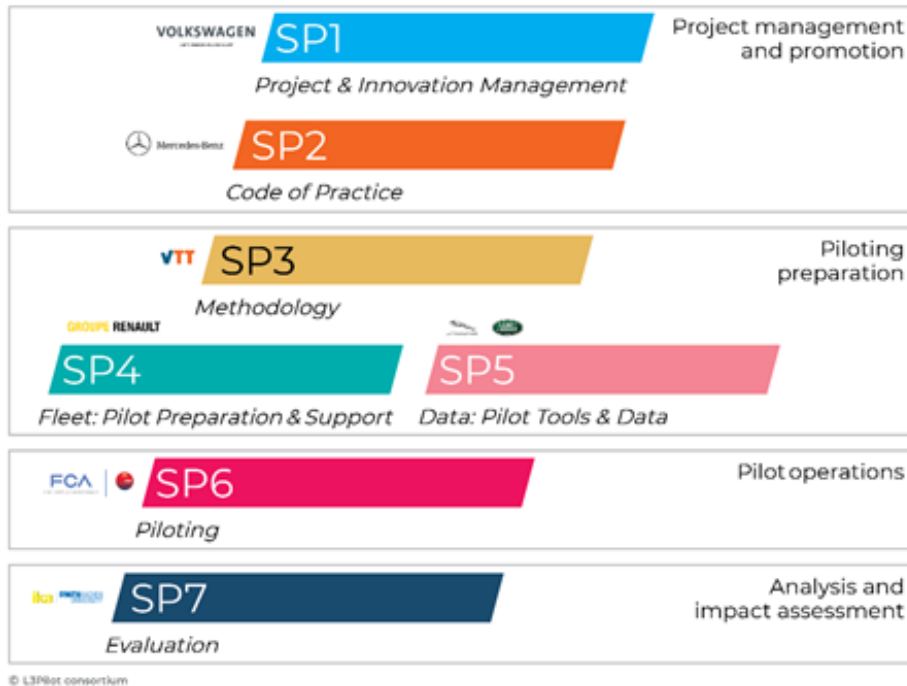 VOLKSWAGEN
SP1
Project management
and promotion
Project & Innovation Management
Mercedes-Benz
SP2
Code of Practice
VTT
SP3
Piloting
preparation
Methodology
GROUPE RENAULT
SP4
SP5
Fleet: Pilot Preparation & Support
Data: Pilot Tools & Data
FCA
SP6
Pilot operations
Piloting
ika
SP7
Analysis and
impact assessment
Evaluation
© L3Pilot consortium